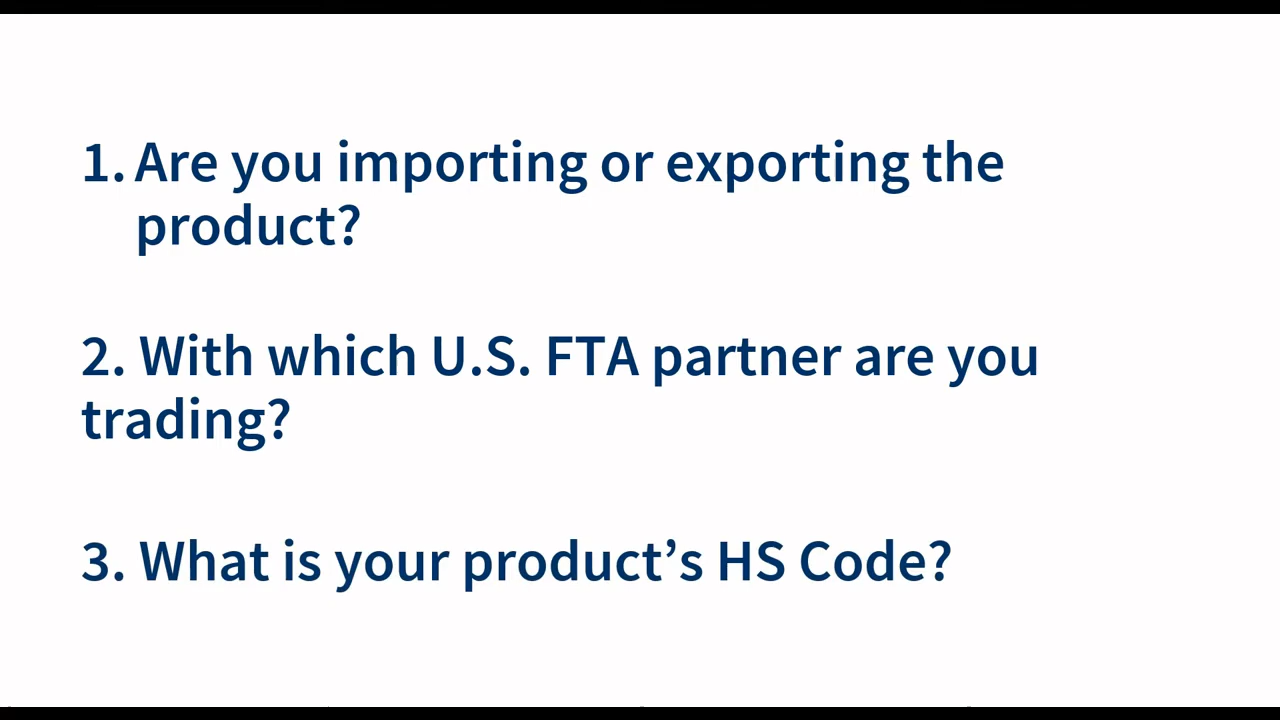 1. Are you importing or exporting the
product?
2. With which U.S. FTA partner are you
trading?
3. What is your product’s HS Code?